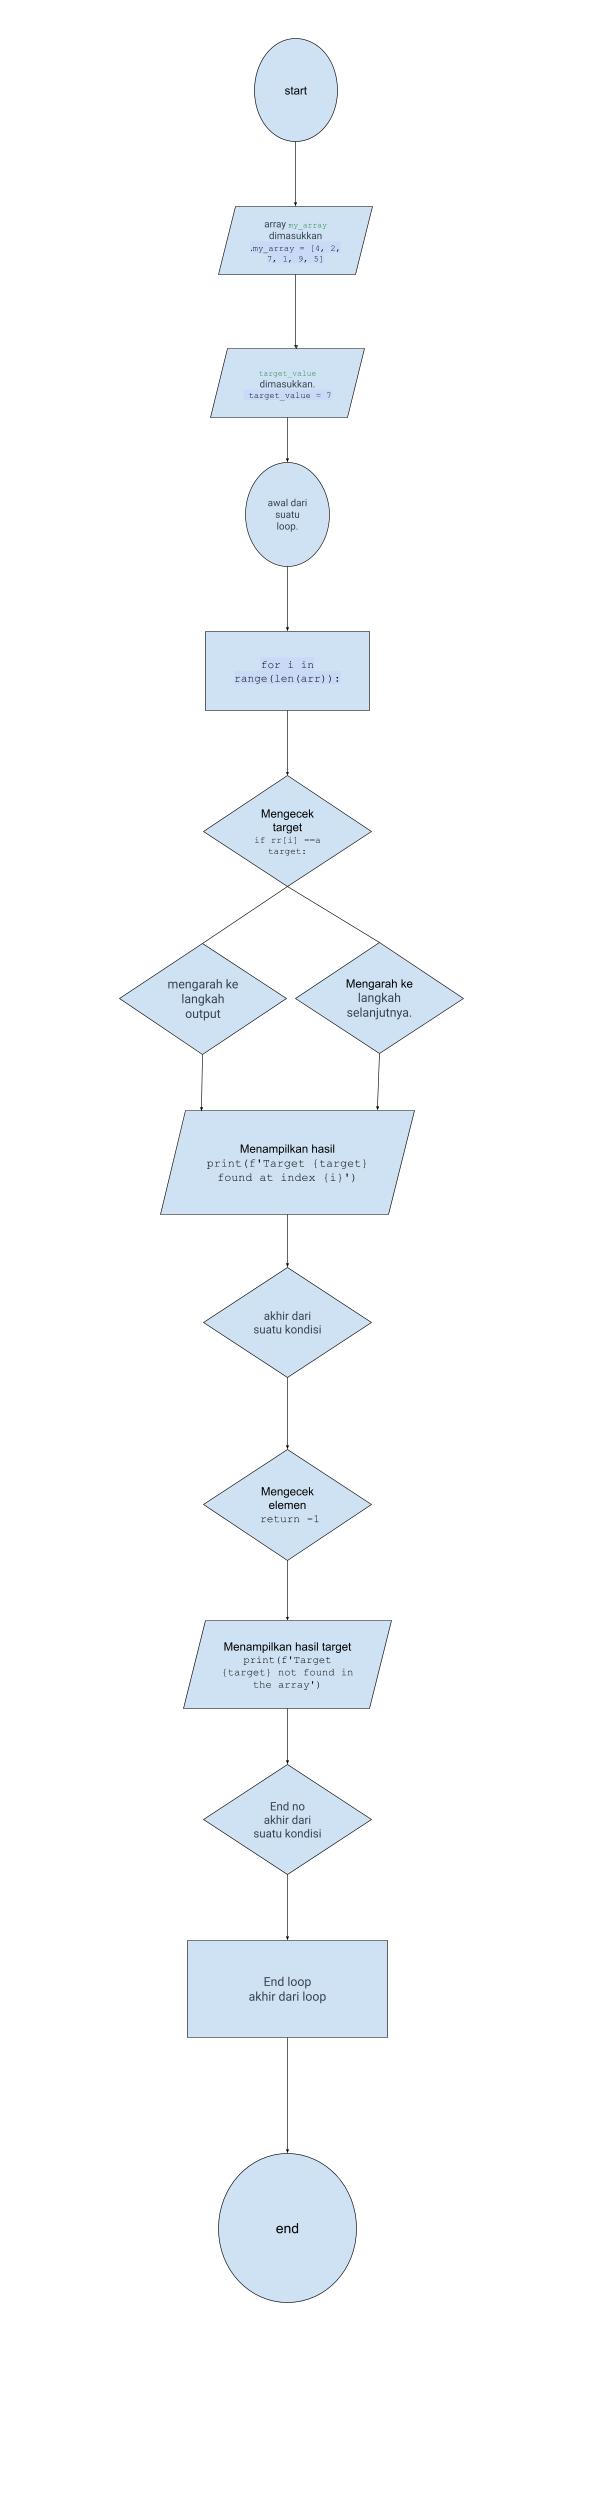 start
array my_array
dimasukkan
.my_array = [4, 2,
7, 1, 9, 5]
target_value
dimasukkan.
target_value = 7
awal dari
suatu
loop.
for i in
range(len(arr)):
Mengecek
target
if rr[i] ==a
target:
mengarah ke
langkah
output
Mengarah ke
langkah
selanjutnya.
Menampilkan hasil
print(f'Target {target}
found at index {i}')
akhir dari
suatu kondisi
Mengecek
elemen
return -1
Menampilkan hasil target
print(f'Target
{target} not found in
the array')
End no
akhir dari
suatu kondisi
End loop
akhir dari loop
end